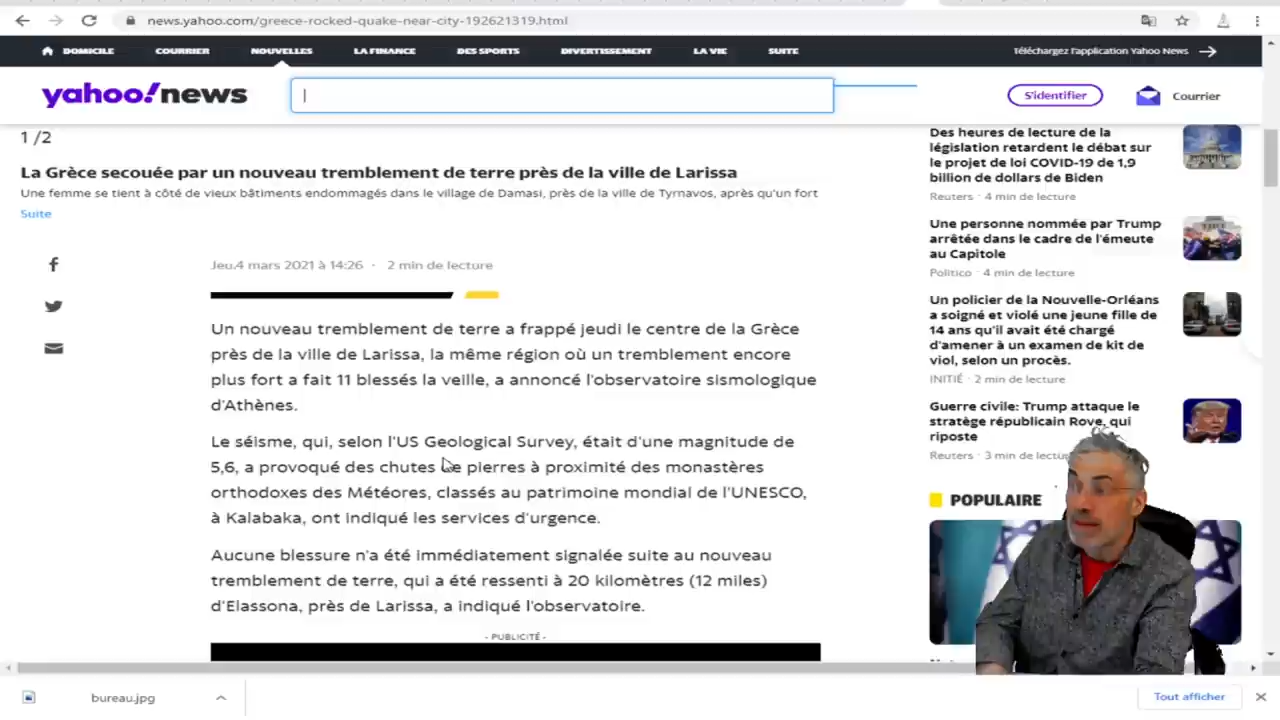 news.yahoo.com/greece-rocked-quake-near-city-192621319.html
DOMICILE COURRIER NOUVELLES LA FINANCE DES SPORTS DIVERTISSEMENT LA VIE SUITE Téléchargez l'application Yahoo News
yahoo!news S'identifier Courrier
1 /2
La Grèce secouée par un nouveau tremblement de terre près de la ville de Larissa
Une femme se tient à côté de vieux bâtiments endommagés dans le village de Damasi, près de la ville de Tyrnavos, après qu'un fort
Suite
Jeu.4 mars 2021 à 14:26 · 2 min de lecture
Un nouveau tremblement de terre a frappé jeudi le centre de la Grèce
près de la ville de Larissa, la même région où un tremblement encore
plus fort a fait 11 blessés la veille, a annoncé l'observatoire sismologique
d'Athènes.
Le séisme, qui, selon l'US Geological Survey, était d'une magnitude de
5,6, a provoqué des chutes de pierres à proximité des monastères
orthodoxes des Météores, classés au patrimoine mondial de l'UNESCO,
à Kalabaka, ont indiqué les services d'urgence.
Aucune blessure n'a été immédiatement signalée suite au nouveau
tremblement de terre, qui a été ressenti à 20 kilomètres (12 miles)
d'Elassona, près de Larissa, a indiqué l'observatoire.
- PUBLICITÉ -
Des heures de lecture de la
législation retardent le débat sur
le projet de loi COVID-19 de 1,9
billion de dollars de Biden
Reuters · 4 min de lecture
Une personne nommée par Trump
arrêtée dans le cadre de l'émeute
au Capitole
Politico · 4 min de lecture
Un policier de la Nouvelle-Orléans
a soigné et violé une jeune fille de
14 ans qu'il avait été chargé
d'amener à un examen de kit de
viol, selon un procès.
INITIÉ · 2 min de lecture
Guerre civile: Trump attaque le
stratège républicain Rove, qui
riposte
Reuters · 3 min de lecture
POPULAIRE
bureau.jpg
Tout afficher